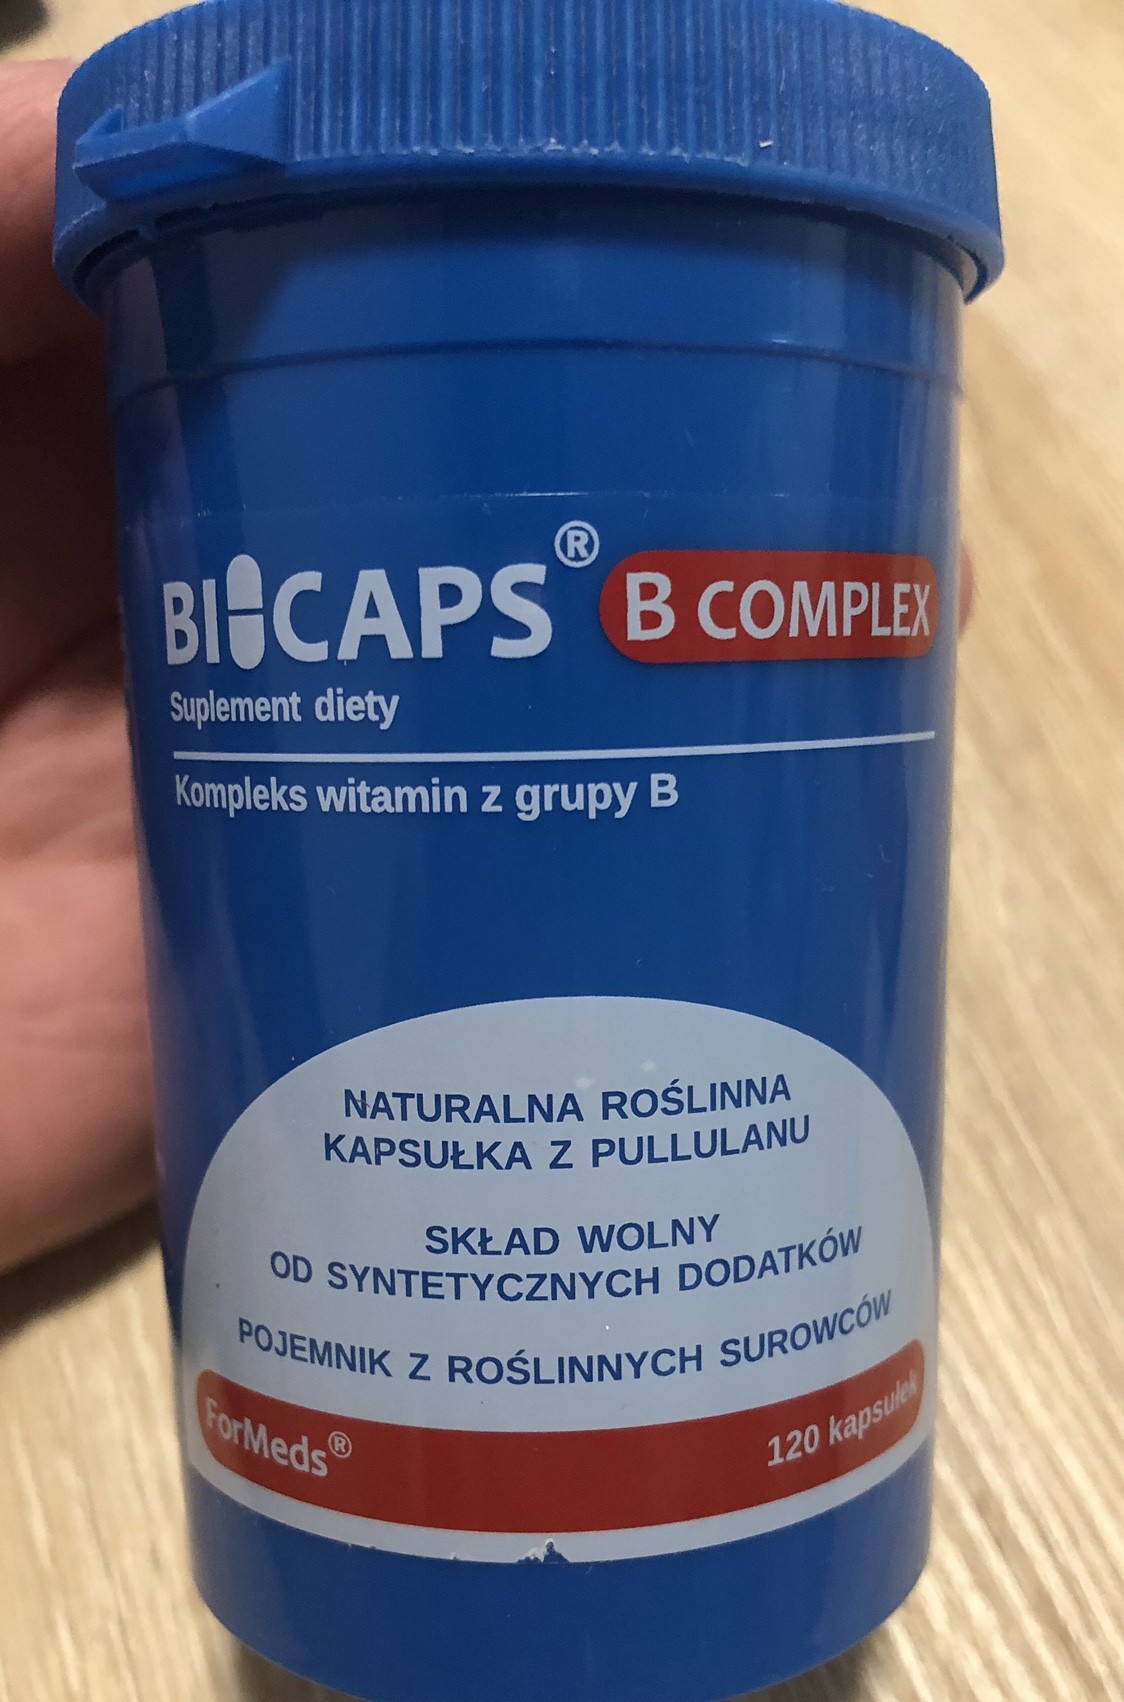 BICAPS® B COMPLEX
Suplement diety
Kompleks witamin z grupy B
NATURALNA ROŚLINNA
KAPSUŁKA Z PULLULANU
SKŁAD WOLNY
OD SYNTETYCZNYCH DODATKÓW
POJEMNIK Z ROŚLINNYCH SUROWCÓW
ForMeds® 120 kapsułek